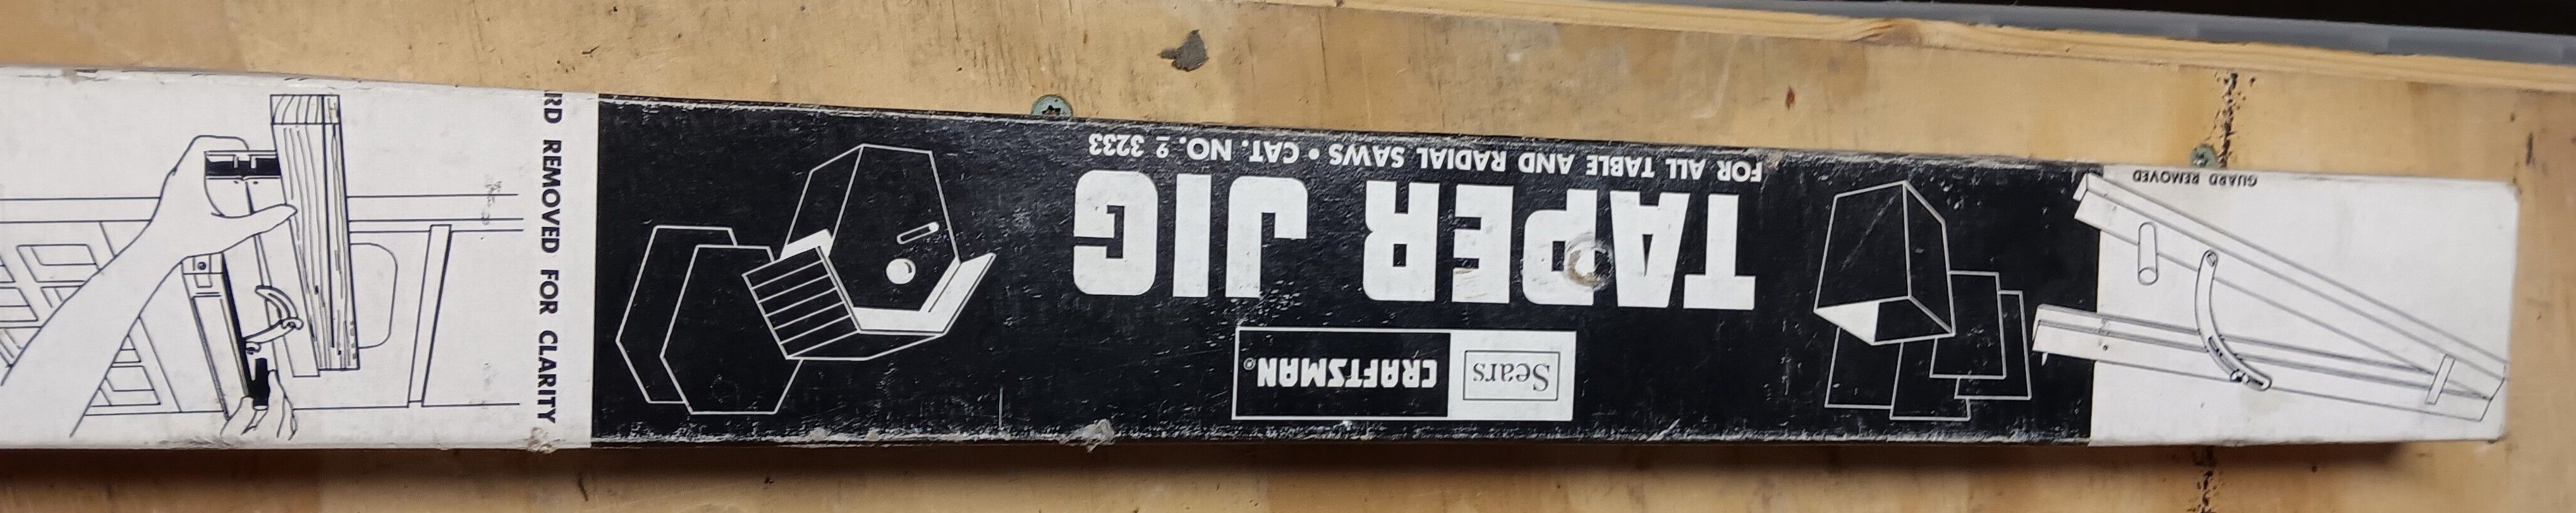 Sears
CRAFTSMAN®
TAPER JIG
FOR ALL TABLE AND RADIAL SAWS • CAT. NO. 9 3233
GUARD REMOVED
RD REMOVED FOR CLARITY